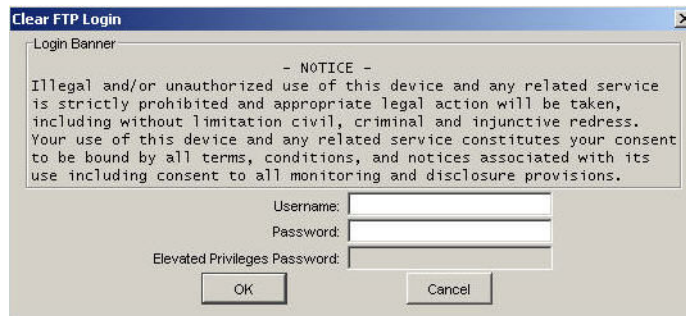 Clear FTP Login
Login Banner
- NOTICE -
Illegal and/or unauthorized use of this device and any related service
is strictly prohibited and appropriate legal action will be taken,
including without limitation civil, criminal and injunctive redress.
Your use of this device and any related service constitutes your consent
to be bound by all terms, conditions, and notices associated with its
use including consent to all monitoring and disclosure provisions.
Username:
Password:
Elevated Privileges Password:
OK Cancel